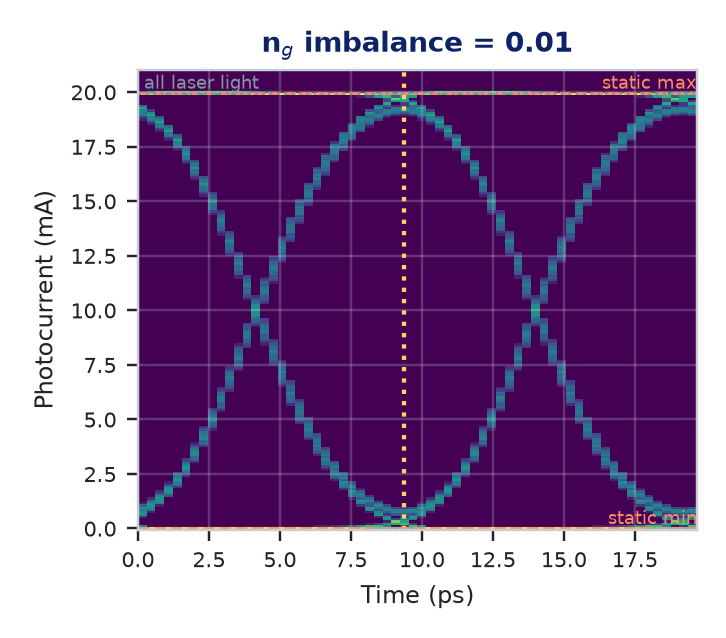 n_g imbalance = 0.01
all laser light
static max
20.0
17.5
15.0
12.5
10.0
7.5
5.0
2.5
0.0
Photocurrent (mA)
static min
0.0 2.5 5.0 7.5 10.0 12.5 15.0 17.5
Time (ps)